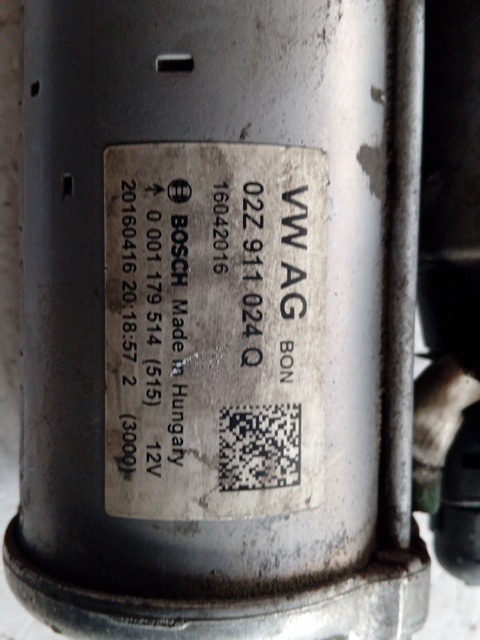 VW AG BON
02Z 911 024 Q
16042016
BOSCH Made in Hungary
0 001 179 514 (515) 12V
20160416 20:18:57 2 (3000)